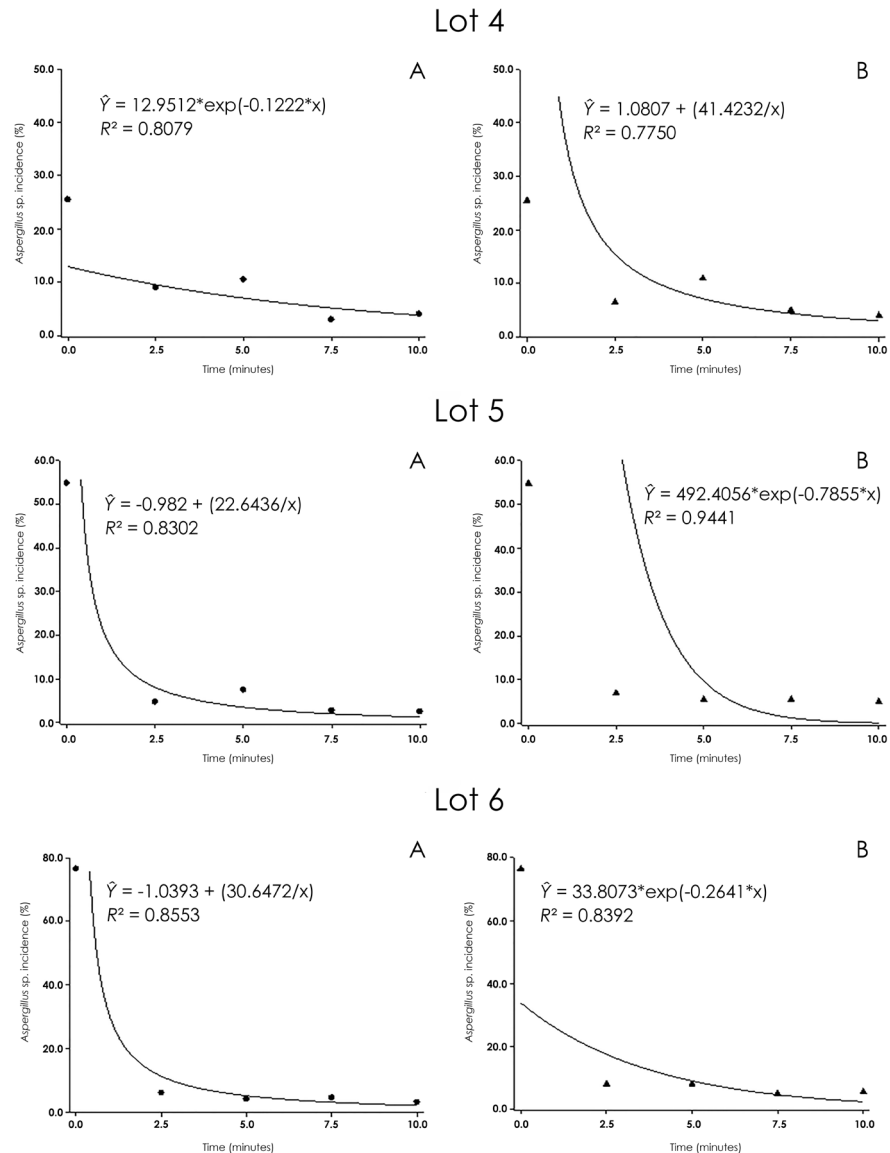 Lot 4
A
50.0
40.0
30.0
20.0
10.0
0.0
Aspergillus sp. incidence (%)
Ŷ = 12.9512*exp(-0.1222*x)
R² = 0.8079
0.0 2.5 5.0 7.5 10.0
Time (minutes)
B
50.0
40.0
30.0
20.0
10.0
0.0
Aspergillus sp. incidence (%)
Ŷ = 1.0807 + (41.4232/x)
R² = 0.7750
0.0 2.5 5.0 7.5 10.0
Time (minutes)
Lot 5
A
60.0
50.0
40.0
30.0
20.0
10.0
0.0
Aspergillus sp. incidence (%)
Ŷ = -0.982 + (22.6436/x)
R² = 0.8302
0.0 2.5 5.0 7.5 10.0
Time (minutes)
B
60.0
50.0
40.0
30.0
20.0
10.0
0.0
Aspergillus sp. incidence (%)
Ŷ = 492.4056*exp(-0.7855*x)
R² = 0.9441
0.0 2.5 5.0 7.5 10.0
Time (minutes)
Lot 6
A
80.0
60.0
40.0
20.0
0.0
Aspergillus sp. incidence (%)
Ŷ = -1.0393 + (30.6472/x)
R² = 0.8553
0.0 2.5 5.0 7.5 10.0
Time (minutes)
B
80.0
60.0
40.0
20.0
0.0
Aspergillus sp. incidence (%)
Ŷ = 33.8073*exp(-0.2641*x)
R² = 0.8392
0.0 2.5 5.0 7.5 10.0
Time (minutes)